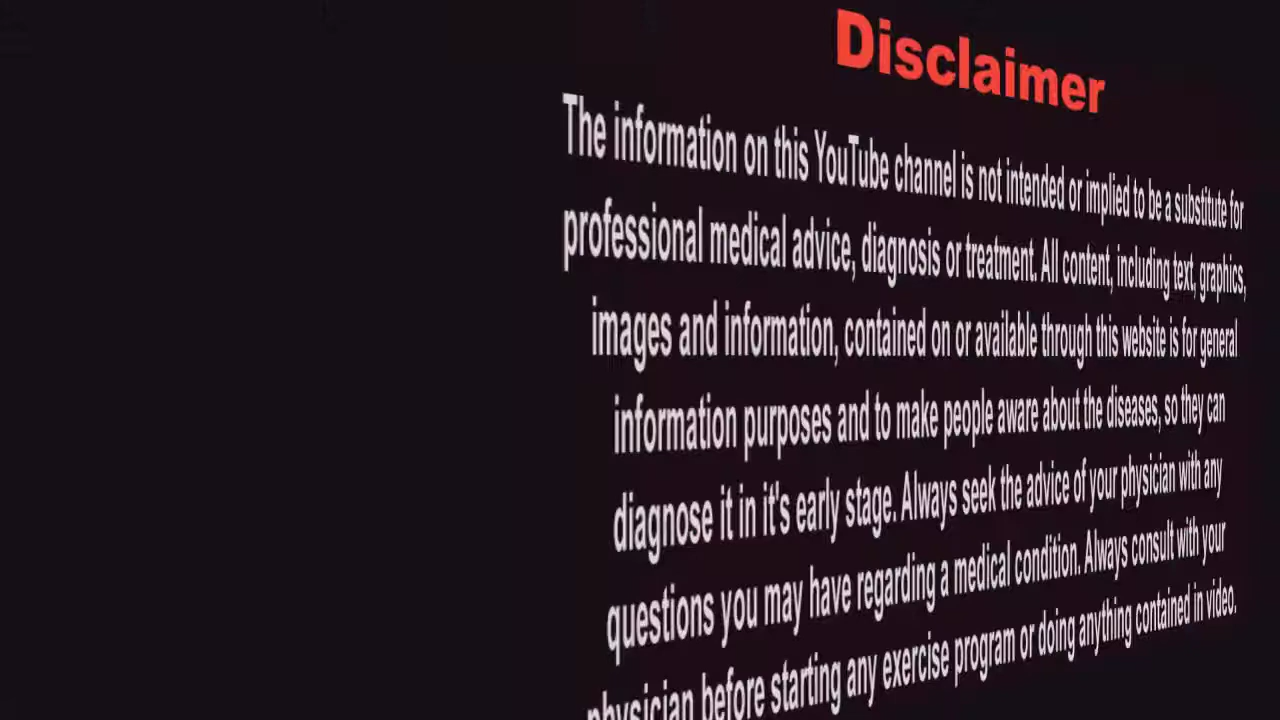 Disclaimer
The information on this YouTube channel is not intended or implied to be a substitute for
professional medical advice, diagnosis or treatment. All content, including text, graphics,
images and information, contained on or available through this website is for general
information purposes and to make people aware about the diseases, so they can
diagnose it in it's early stage. Always seek the advice of your physician with any
questions you may have regarding a medical condition. Always consult with your
physician before starting any exercise program or doing anything contained in video.